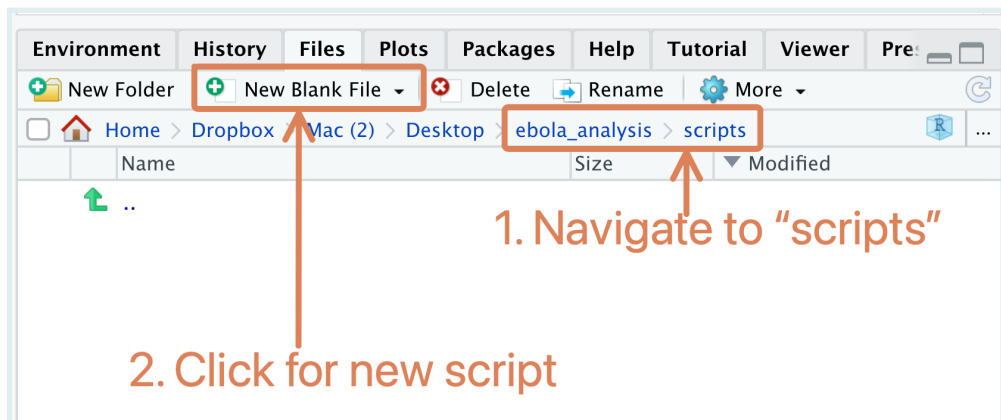 Environment History Files Plots Packages Help Tutorial Viewer Pre
New Folder New Blank File Delete Rename More
Home > Dropbox > Mac (2) > Desktop > ebola_analysis > scripts R ...
Name Size Modified
..
1. Navigate to “scripts”
2. Click for new script